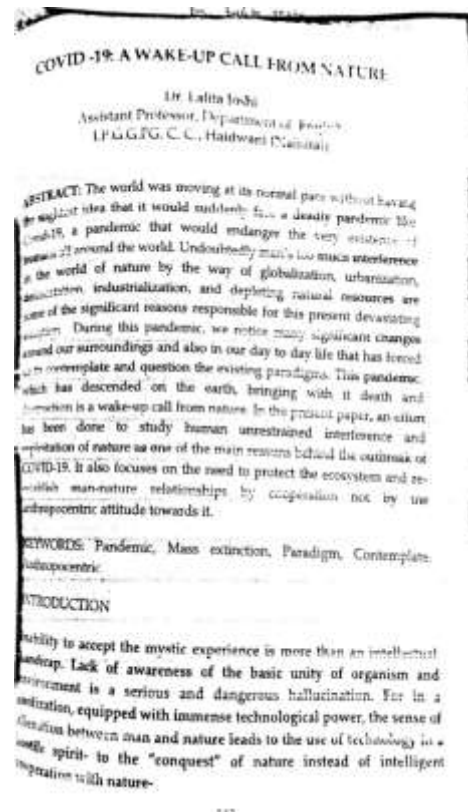 COVID -19: A WAKE-UP CALL FROM NATURE
Dr. Lalita Joshi
Assistant Professor, Department of
I.P.G.G.PG. C. C., Haldwani (Nainital)
ABSTRACT: The world was moving at its normal pace without having
the slightest idea that it would suddenly face a deadly pandemic like
Covid-19, a pandemic that would endanger the very existence of
all around the world. Undoubtedly man's too much interference
in the world of nature by the way of globalization, urbanization,
industrialization, and depleting natural resources are
some of the significant reasons responsible for this present devastating
During this pandemic, we notice many significant changes
around our surroundings and also in our day to day life that has forced
us to contemplate and question the existing paradigms. This pandemic
which has descended on the earth, bringing with it death and
is a wake-up call from nature. In the present paper, an effort
has been done to study human unrestrained interference and
exploitation of nature as one of the main reasons behind the outbreak of
COVID-19. It also focuses on the need to protect the ecosystem and re-
establish man-nature relationships by cooperation not by the
anthropocentric attitude towards it.
KEYWORDS: Pandemic, Mass extinction, Paradigm, Contemplate
Anthropocentric
INTRODUCTION
Inability to accept the mystic experience is more than an intellectual
handicap. Lack of awareness of the basic unity of organism and
environment is a serious and dangerous hallucination. For in a
civilization, equipped with immense technological power, the sense of
alienation between man and nature leads to the use of technology in a
hostile spirit- to the "conquest" of nature instead of intelligent
cooperation with nature-